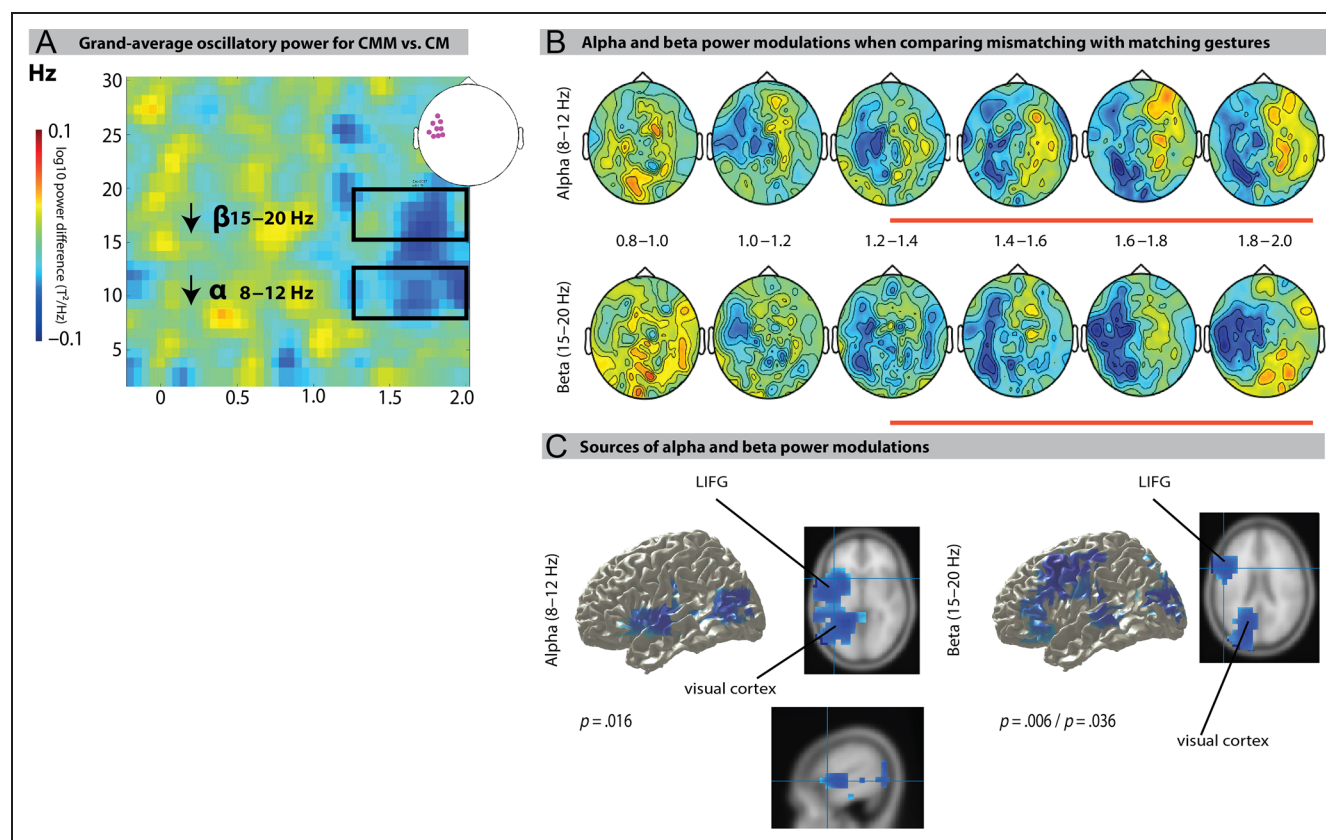 A Grand-average oscillatory power for CMM vs. CM
Hz
30
25
20
15
10
5
0
0.5
1.0
1.5
2.0
0.1
log10 power difference (T²/Hz)
−0.1
β 15−20 Hz
α 8−12 Hz
B Alpha and beta power modulations when comparing mismatching with matching gestures
Alpha (8−12 Hz)
0.8−1.0
1.0−1.2
1.2−1.4
1.4−1.6
1.6−1.8
1.8−2.0
Beta (15−20 Hz)
C Sources of alpha and beta power modulations
Alpha (8−12 Hz)
LIFG
visual cortex
p = .016
Beta (15−20 Hz)
LIFG
visual cortex
p = .006 / p = .036